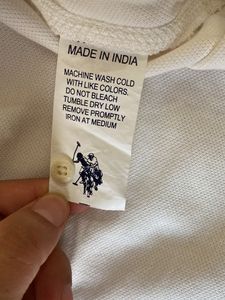 MADE IN INDIA
MACHINE WASH COLD
WITH LIKE COLORS.
DO NOT BLEACH
TUMBLE DRY LOW
REMOVE PROMPTLY
IRON AT MEDIUM